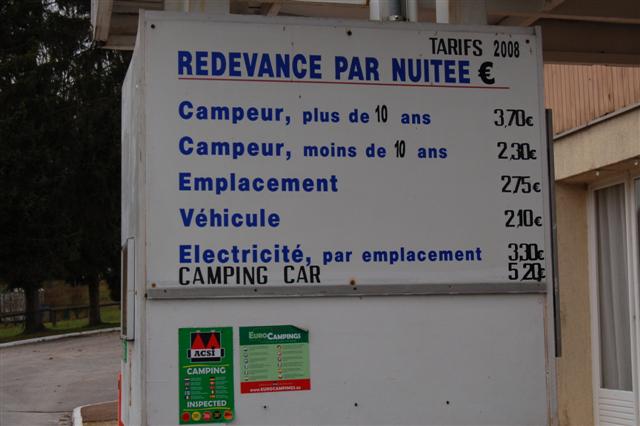 TARIFS 2008
REDEVANCE PAR NUITEE €
Campeur, plus de 10 ans 3,70€
Campeur, moins de 10 ans 2,30€
Emplacement 2,75€
Véhicule 2,10€
Electricité, par emplacement 3,30€
CAMPING CAR 5,20€
ACSI
CAMPING
INSPECTED
EUROCAMPINGS